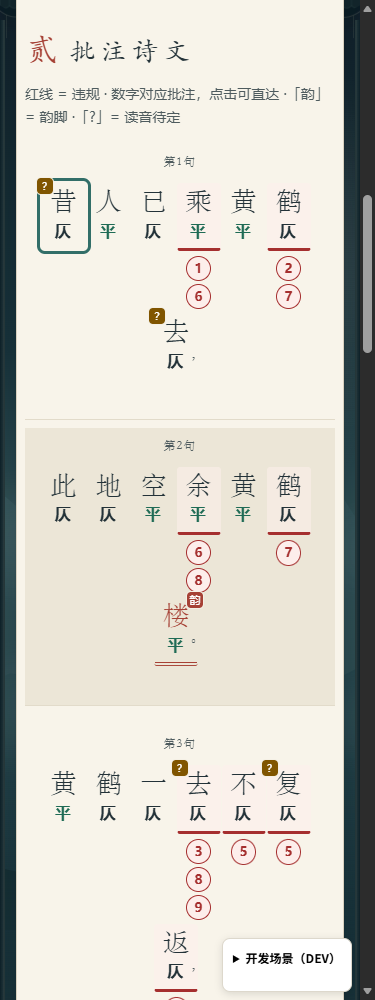 贰 批注诗文
红线 = 违规 · 数字对应批注，点击可直达 ·「韵」
= 韵脚 ·「?」= 读音待定
第1句
? 昔 人 已 乘 黄 鹤
仄 平 仄 平 平 仄
1 2
6 7
? 去
仄 ，
第2句
此 地 空 余 黄 鹤
仄 仄 平 平 平 仄
6 7
8
楼 韵
平 。
第3句
黄 鹤 一 ? 去 不 ? 复
平 仄 仄 仄 仄 仄
3 5 5
8
9
返
仄 ，
▶ 开发场景（DEV）